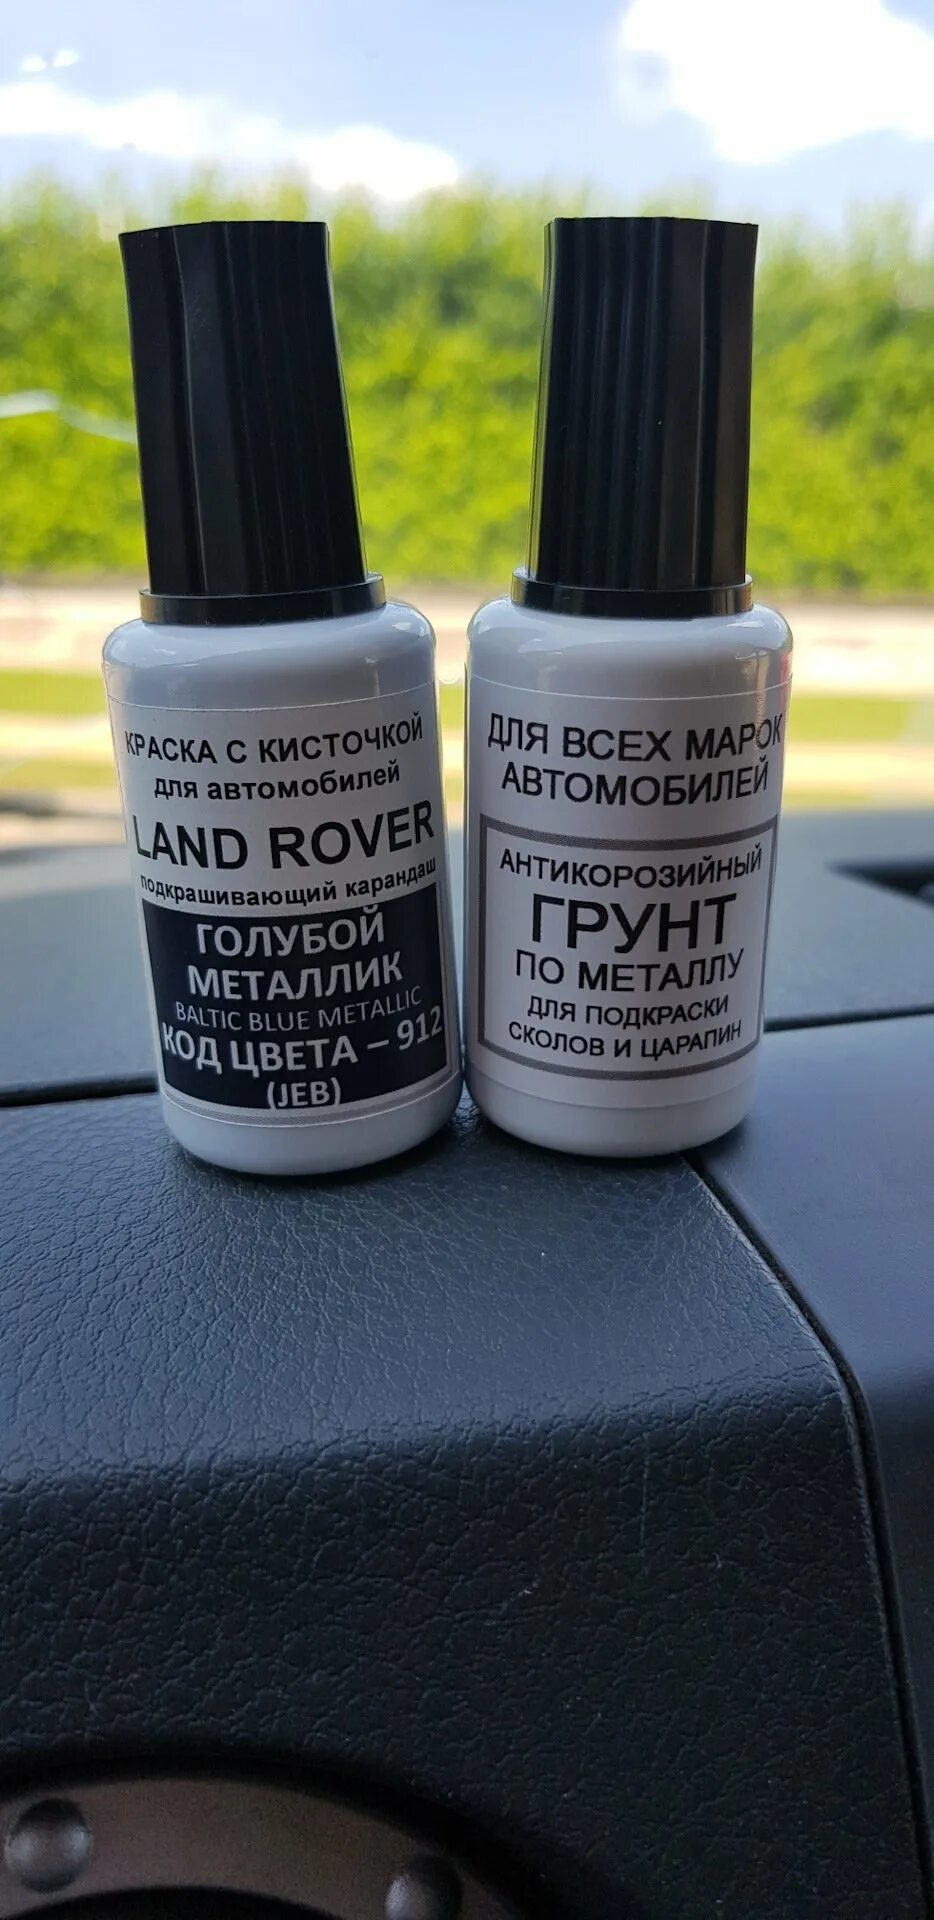 КРАСКА С КИСТОЧКОЙ
для автомобилей
LAND ROVER
подкрашивающий карандаш
ГОЛУБОЙ
МЕТАЛЛИК
BALTIC BLUE METALLIC
КОД ЦВЕТА – 912
(JEB)
ДЛЯ ВСЕХ МАРОК
АВТОМОБИЛЕЙ
АНТИКОРОЗИЙНЫЙ
ГРУНТ
ПО МЕТАЛЛУ
ДЛЯ ПОДКРАСКИ
СКОЛОВ И ЦАРАПИН